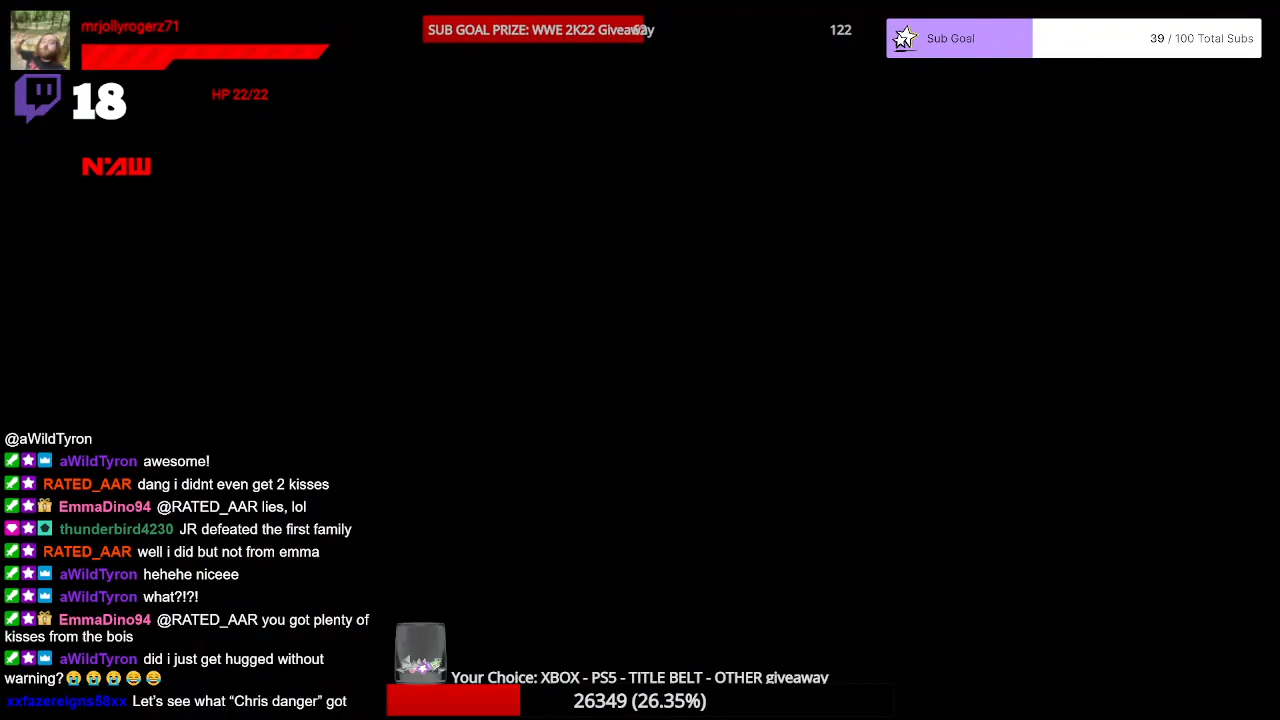 mrjollyrogerz71
SUB GOAL PRIZE: WWE 2K22 Giveaway
122
Sub Goal
39 / 100 Total Subs
18
HP 22/22
NAW
@aWildTyron
aWildTyron awesome!
RATED_AAR dang i didnt even get 2 kisses
EmmaDino94 @RATED_AAR lies, lol
thunderbird4230 JR defeated the first family
RATED_AAR well i did but not from emma
aWildTyron hehehe niceee
aWildTyron what?!?!
EmmaDino94 @RATED_AAR you got plenty of
kisses from the bois
aWildTyron did i just get hugged without
warning?😭😭😭😂😂
xxfazereigns58xx Let’s see what “Chris danger” got
Your Choice: XBOX - PS5 - TITLE BELT - OTHER giveaway
26349 (26.35%)